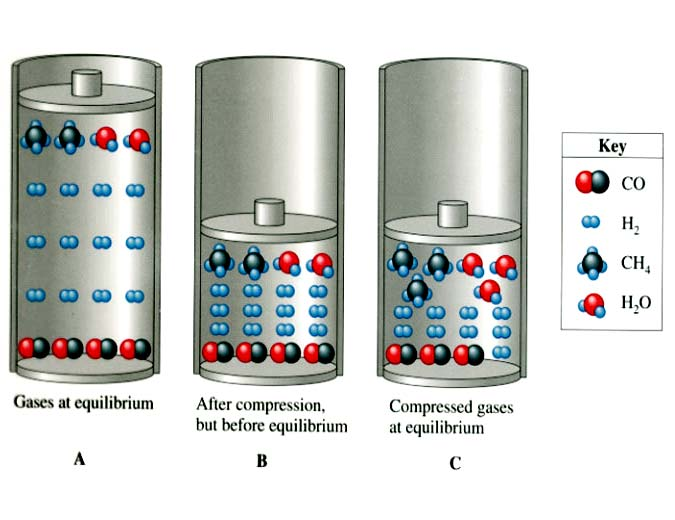 Key
CO
H₂
CH₄
H₂O
Gases at equilibrium
After compression,
but before equilibrium
Compressed gases
at equilibrium
A
B
C